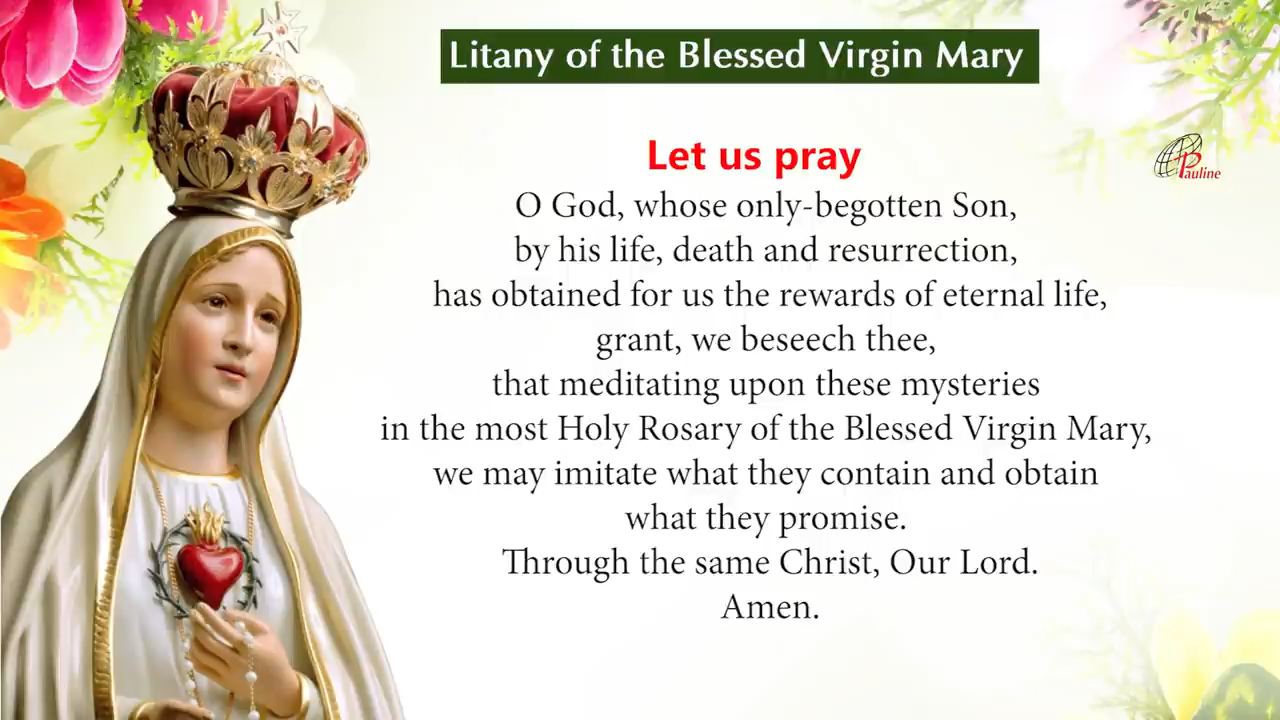 Litany of the Blessed Virgin Mary
Let us pray
O God, whose only-begotten Son,
by his life, death and resurrection,
has obtained for us the rewards of eternal life,
grant, we beseech thee,
that meditating upon these mysteries
in the most Holy Rosary of the Blessed Virgin Mary,
we may imitate what they contain and obtain
what they promise.
Through the same Christ, Our Lord.
Amen.
Pauline